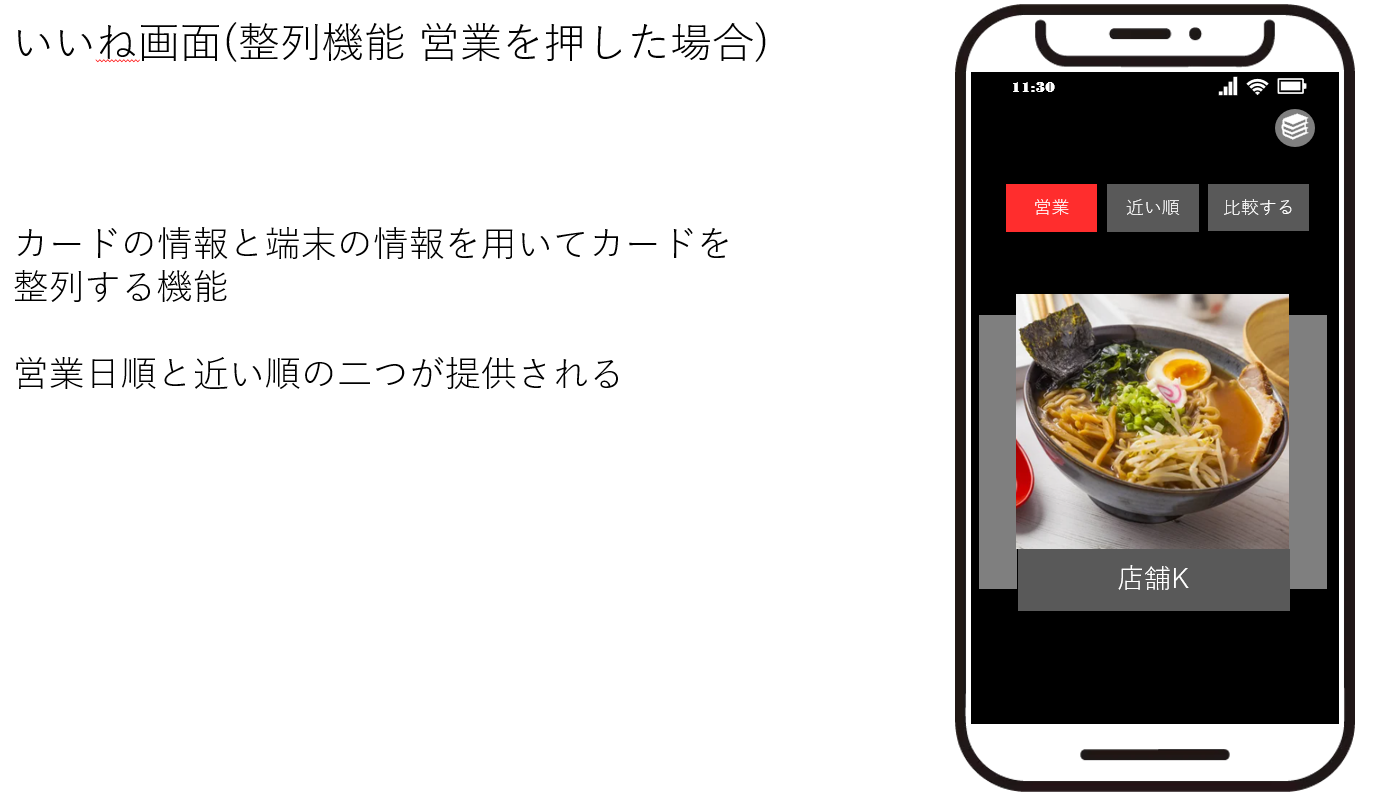 いいね画面(整列機能 営業を押した場合)
カードの情報と端末の情報を用いてカードを
整列する機能
営業日順と近い順の二つが提供される
11:30
営業
近い順
比較する
店舗K